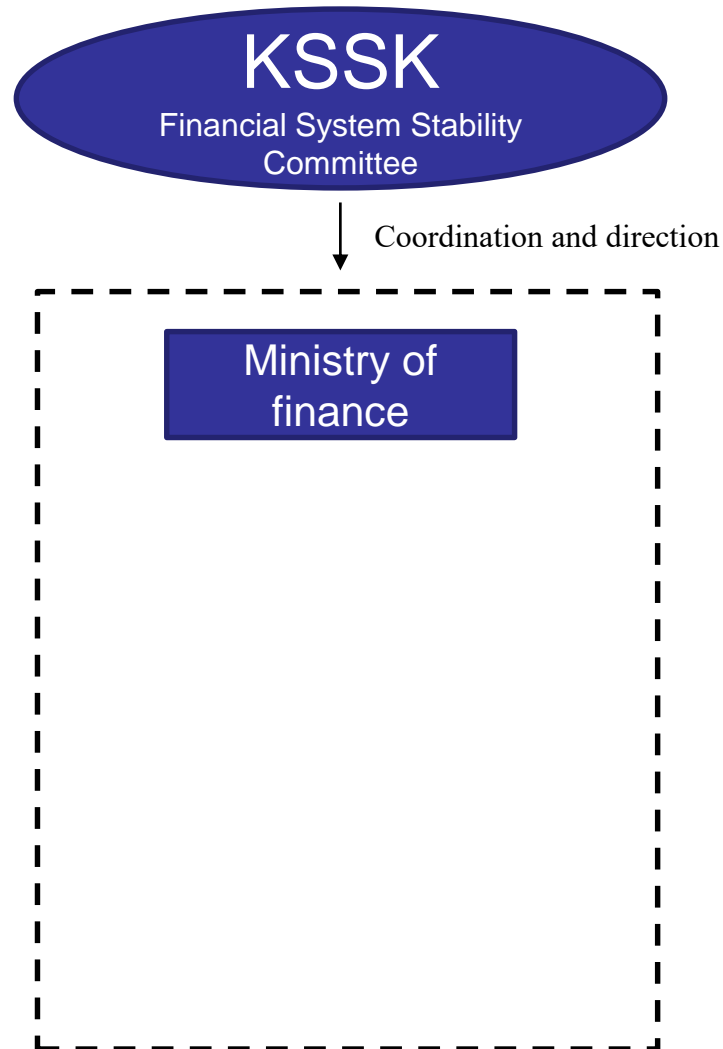 KSSK
Financial System Stability
Committee
Coordination and direction
Ministry of
finance